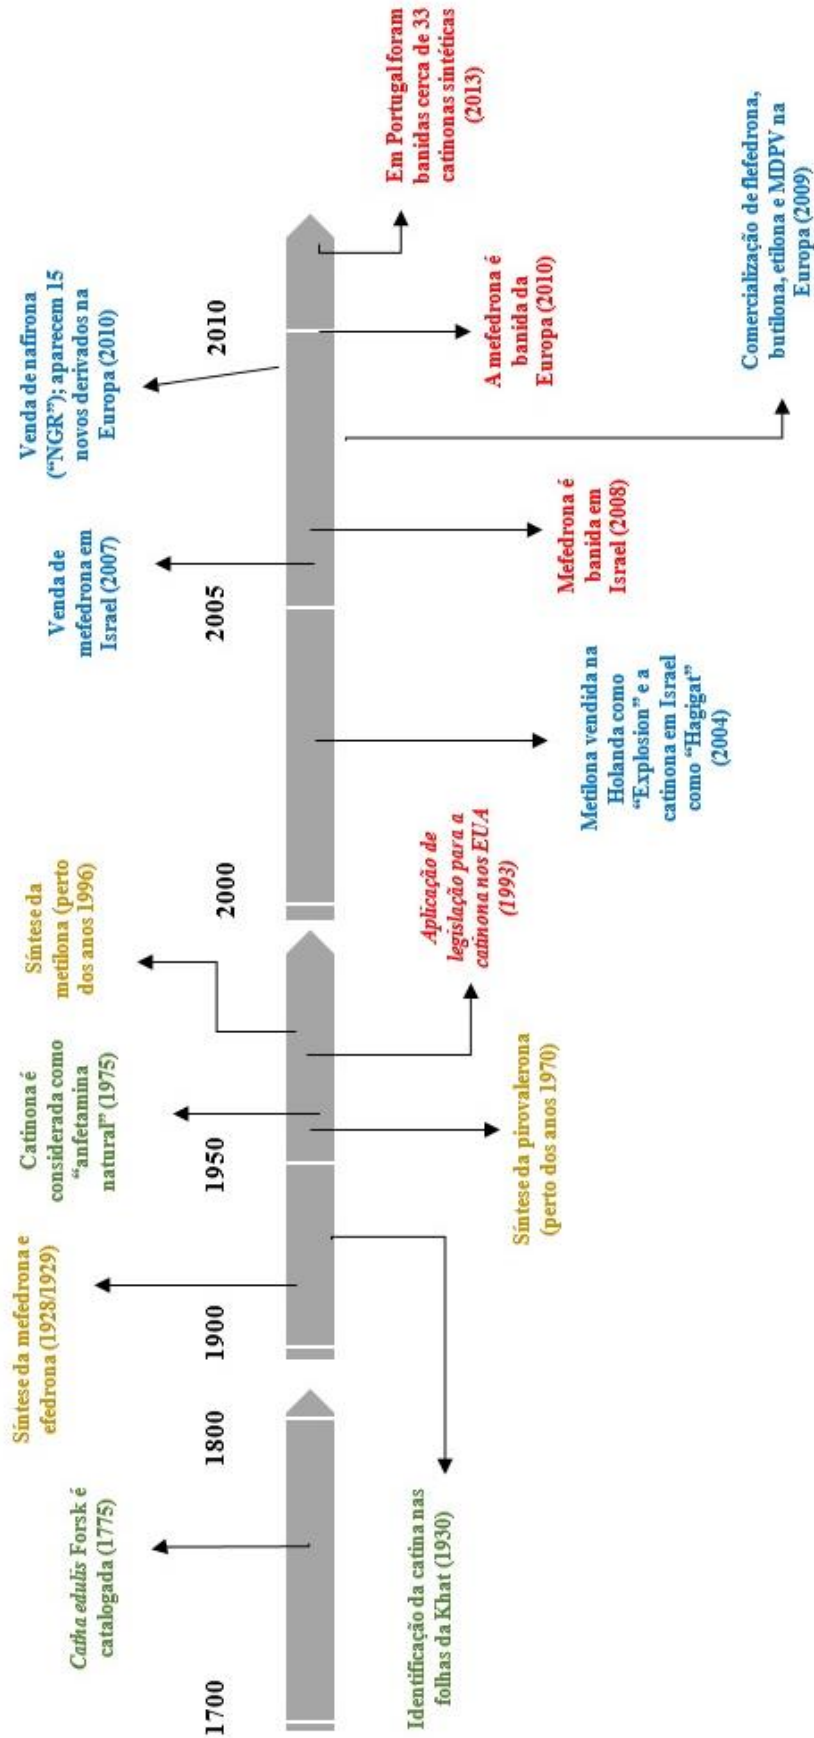 Catha edulis Forsk é
catalogada (1775)
Síntese da mefedrona e
efedrona (1928/1929)
Catinona é
considerada como
“anfetamina
natural” (1975)
Síntese da
metilona (perto
dos anos 1996)
Venda de
mefedrona em
Israel (2007)
Venda de nafirona
(“NGR”); aparecem 15
novos derivados na
Europa (2010)
1700
1800
1900
1950
2000
2005
2010
Identificação da catina nas
folhas da Khat (1930)
Síntese da pirovalerona
(perto dos anos 1970)
Aplicação de
legislação para a
catinona nos EUA
(1993)
Metilona vendida na
Holanda como
“Explosion” e a
catinona em Israel
como “Hagigat”
(2004)
Mefedrona é
banida em
Israel (2008)
Comercialização de flefedrona,
butilona, etilona e MDPV na
Europa (2009)
A mefedrona é
banida da
Europa (2010)
Em Portugal foram
banidas cerca de 33
catinonas sintéticas
(2013)